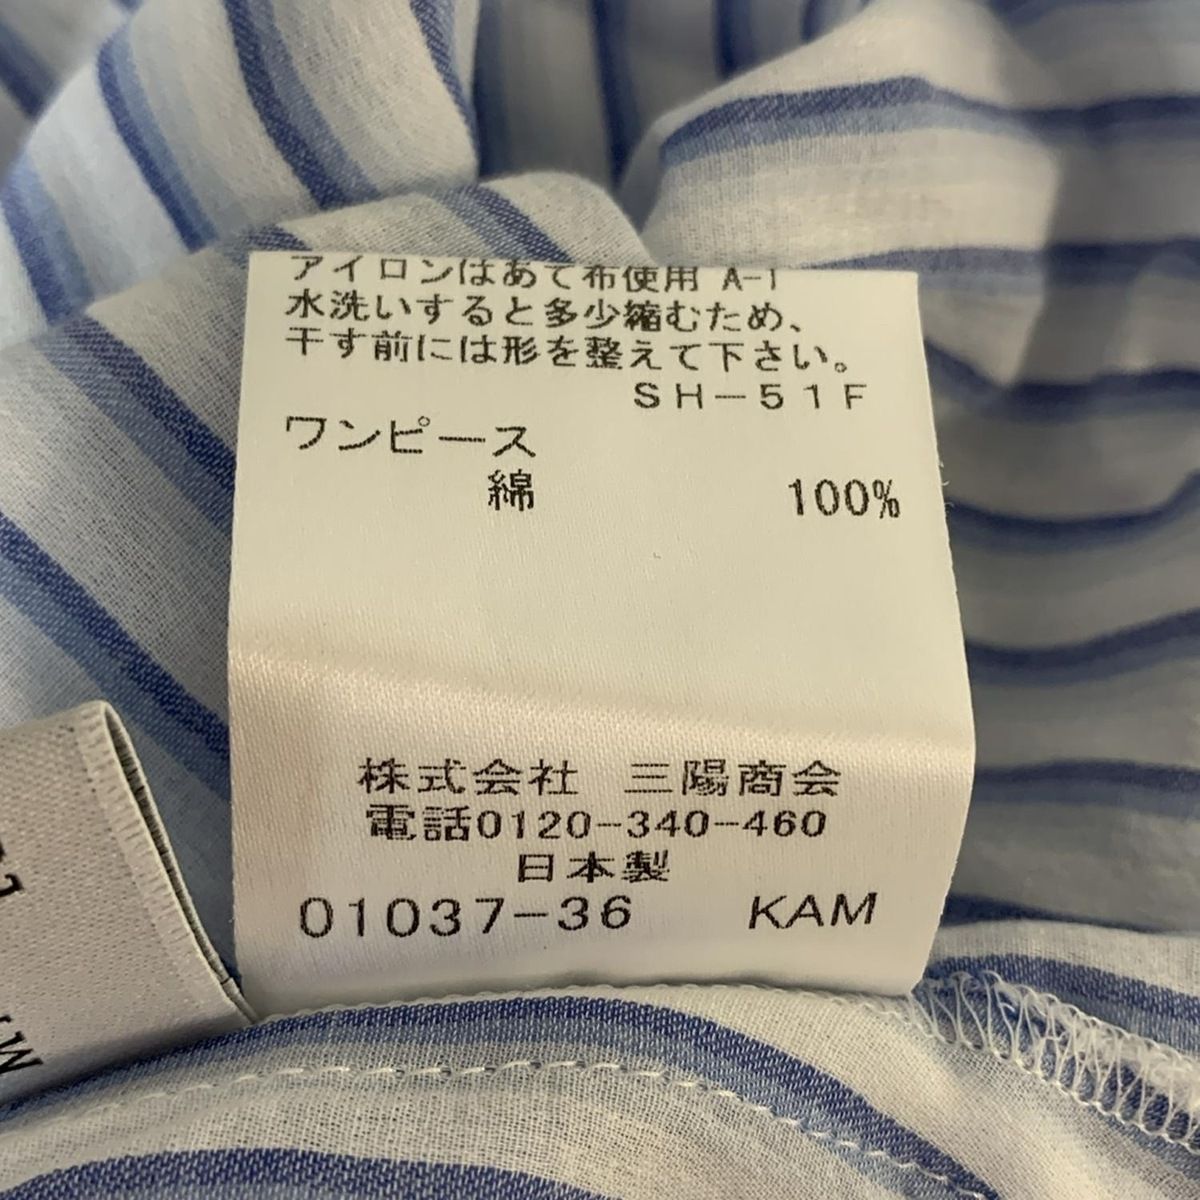 アイロンはあて布使用 A-1
水洗いすると多少縮むため、
干す前には形を整えて下さい。
SH-51F
ワンピース
綿 100%
株式会社 三陽商会
電話0120-340-460
日本製
01037-36 KAM